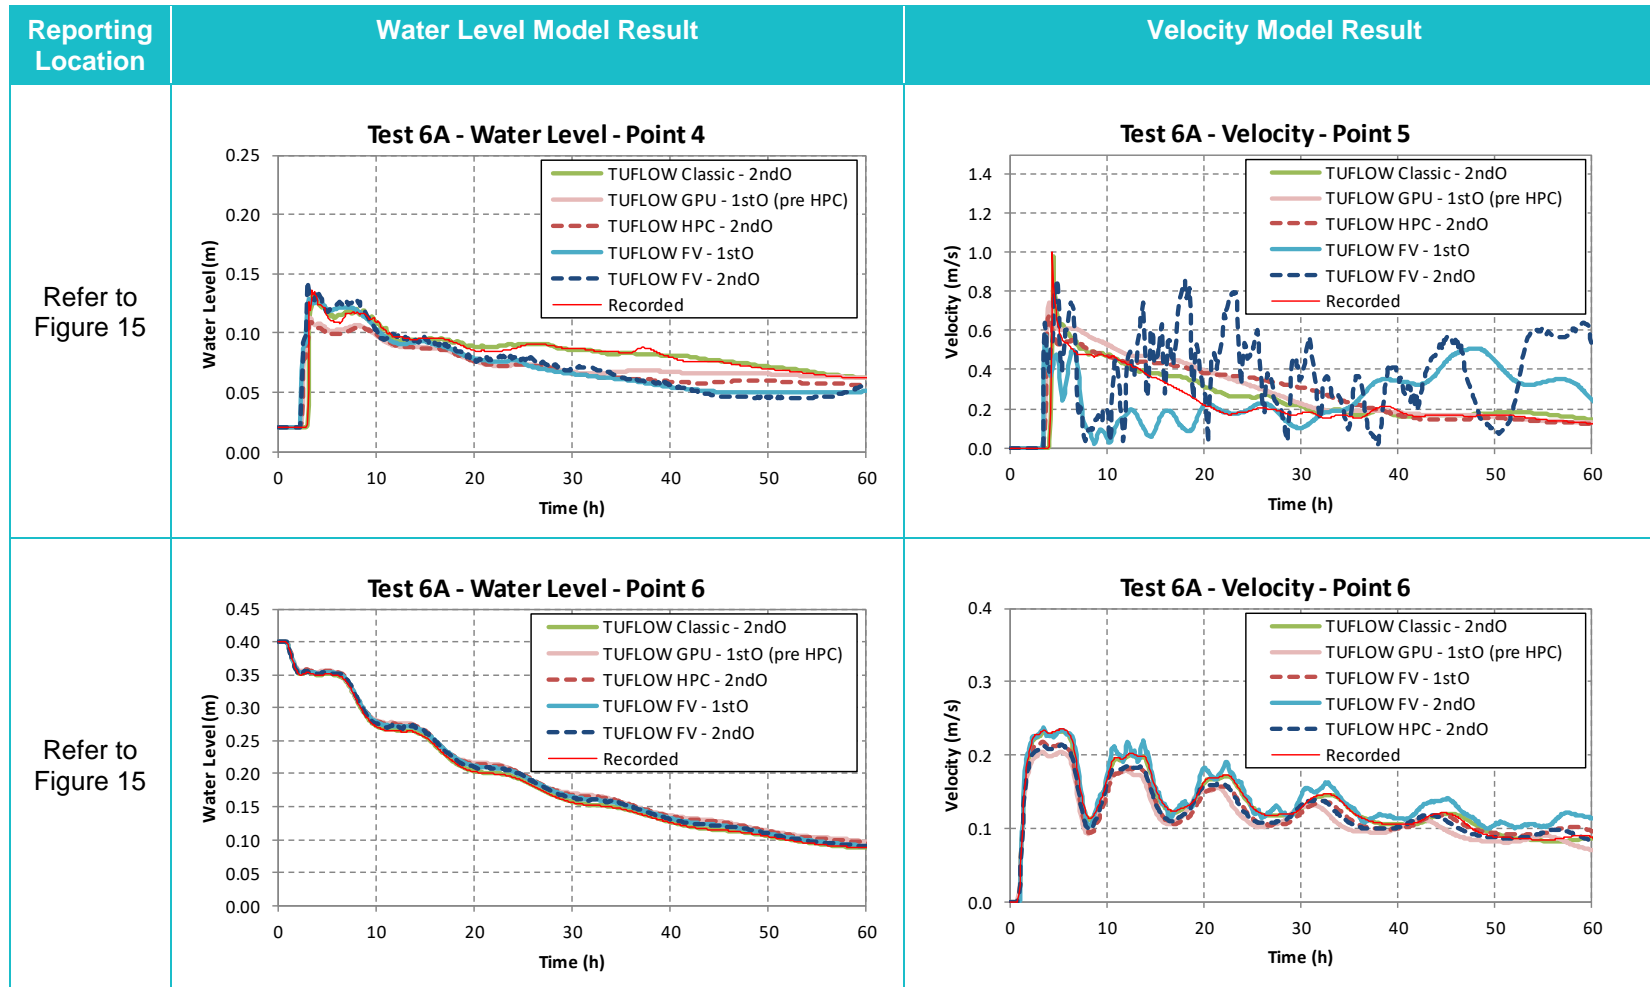 Reporting Location
Water Level Model Result
Velocity Model Result
Refer to
Figure 15
Test 6A - Water Level - Point 4
Water Level (m)
0.25
0.20
0.15
0.10
0.05
0.00
0
10
20
30
40
50
60
Time (h)
TUFLOW Classic - 2ndO
TUFLOW GPU - 1stO (pre HPC)
TUFLOW HPC - 2ndO
TUFLOW FV - 1stO
TUFLOW FV - 2ndO
Recorded
Test 6A - Velocity - Point 5
Velocity (m/s)
1.4
1.2
1.0
0.8
0.6
0.4
0.2
0.0
0
10
20
30
40
50
60
Time (h)
TUFLOW Classic - 2ndO
TUFLOW GPU - 1stO (pre HPC)
TUFLOW HPC - 2ndO
TUFLOW FV - 1stO
TUFLOW FV - 2ndO
Recorded
Refer to
Figure 15
Test 6A - Water Level - Point 6
Water Level (m)
0.45
0.40
0.35
0.30
0.25
0.20
0.15
0.10
0.05
0.00
0
10
20
30
40
50
60
Time (h)
TUFLOW Classic - 2ndO
TUFLOW GPU - 1stO (pre HPC)
TUFLOW HPC - 2ndO
TUFLOW FV - 1stO
TUFLOW FV - 2ndO
Recorded
Test 6A - Velocity - Point 6
Velocity (m/s)
0.4
0.3
0.2
0.1
0.0
0
10
20
30
40
50
60
Time (h)
TUFLOW Classic - 2ndO
TUFLOW GPU - 1stO (pre HPC)
TUFLOW FV - 1stO
TUFLOW FV - 2ndO
TUFLOW HPC - 2ndO
Recorded